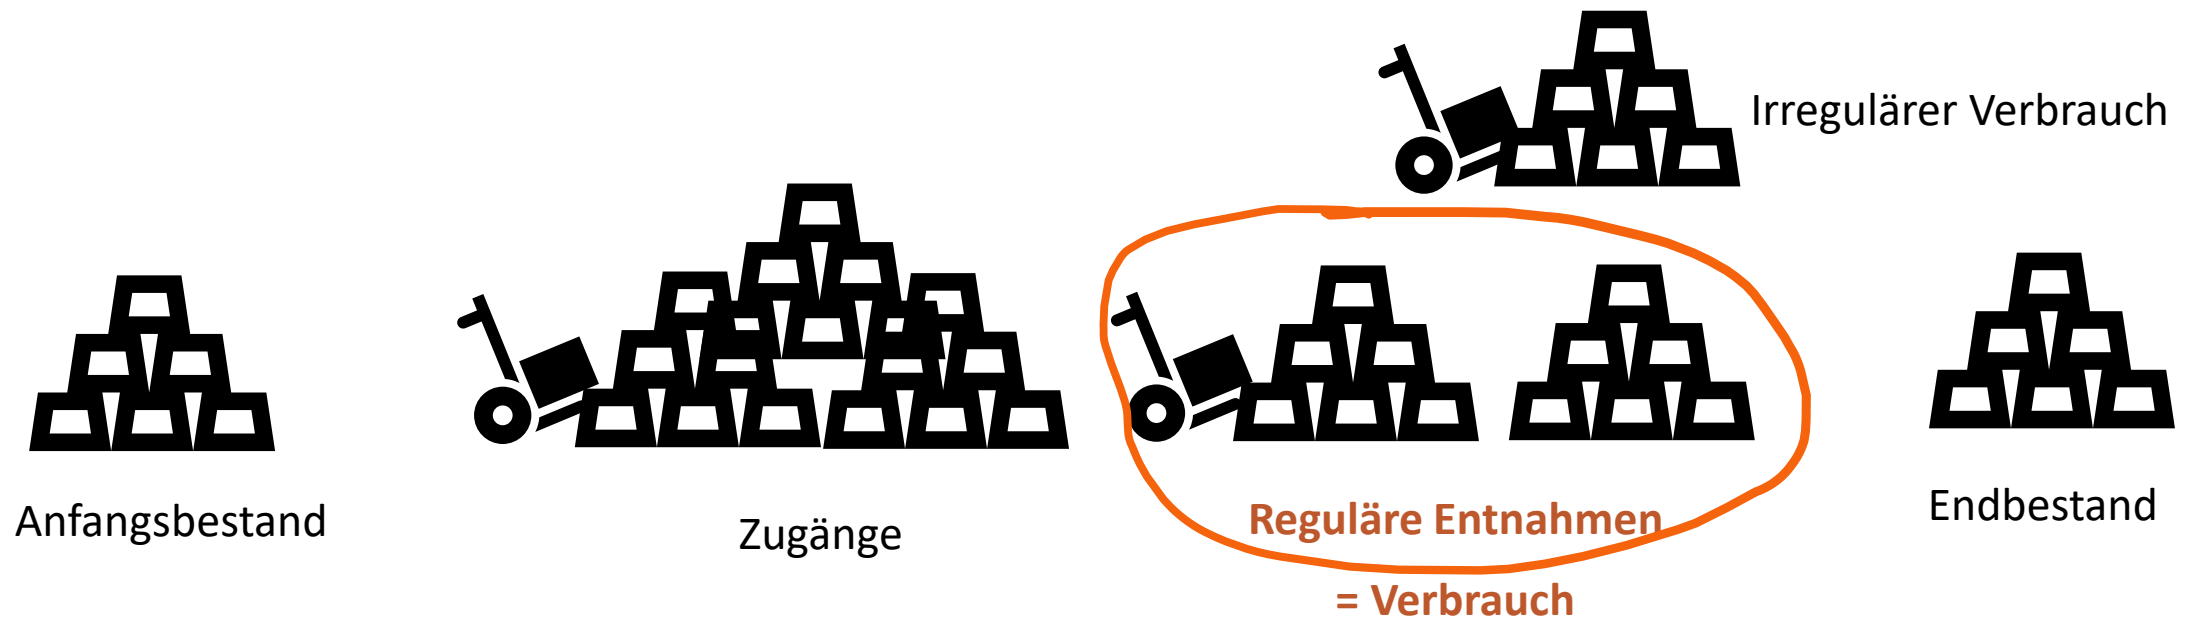 Irregulärer Verbrauch
Anfangsbestand
Zugänge
Reguläre Entnahmen
= Verbrauch
Endbestand